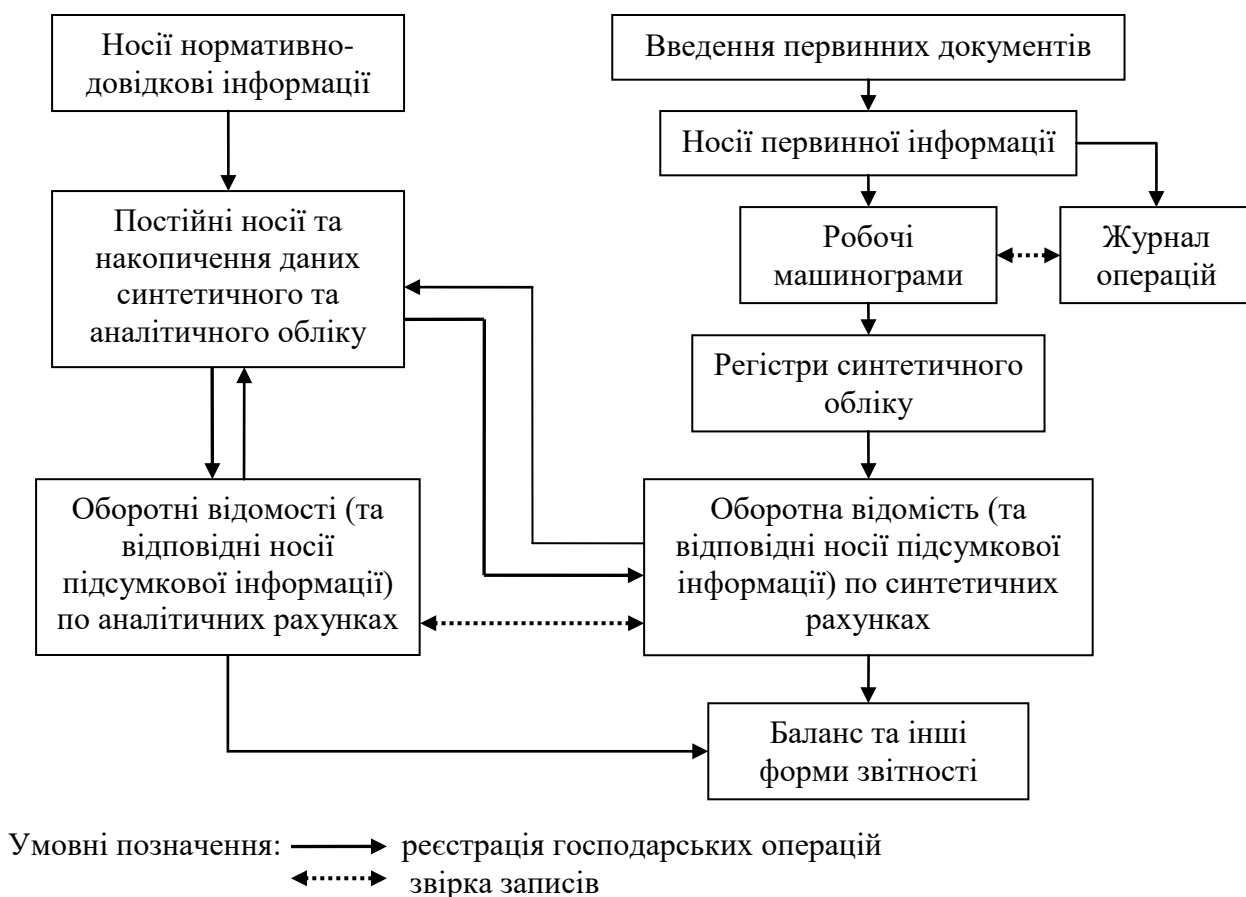 Носії нормативно-
довідкові інформації
Введення первинних документів
Носії первинної інформації
Постійні носії та
накопичення даних
синтетичного та
аналітичного обліку
Робочі
машинограми
Журнал
операцій
Регістри синтетичного
обліку
Оборотні відомості (та
відповідні носії
підсумкової інформації)
по аналітичних рахунках
Оборотна відомість (та
відповідні носії підсумкової
інформації) по синтетичних
рахунках
Баланс та інші
форми звітності
Умовні позначення:
реєстрація господарських операцій
звірка записів